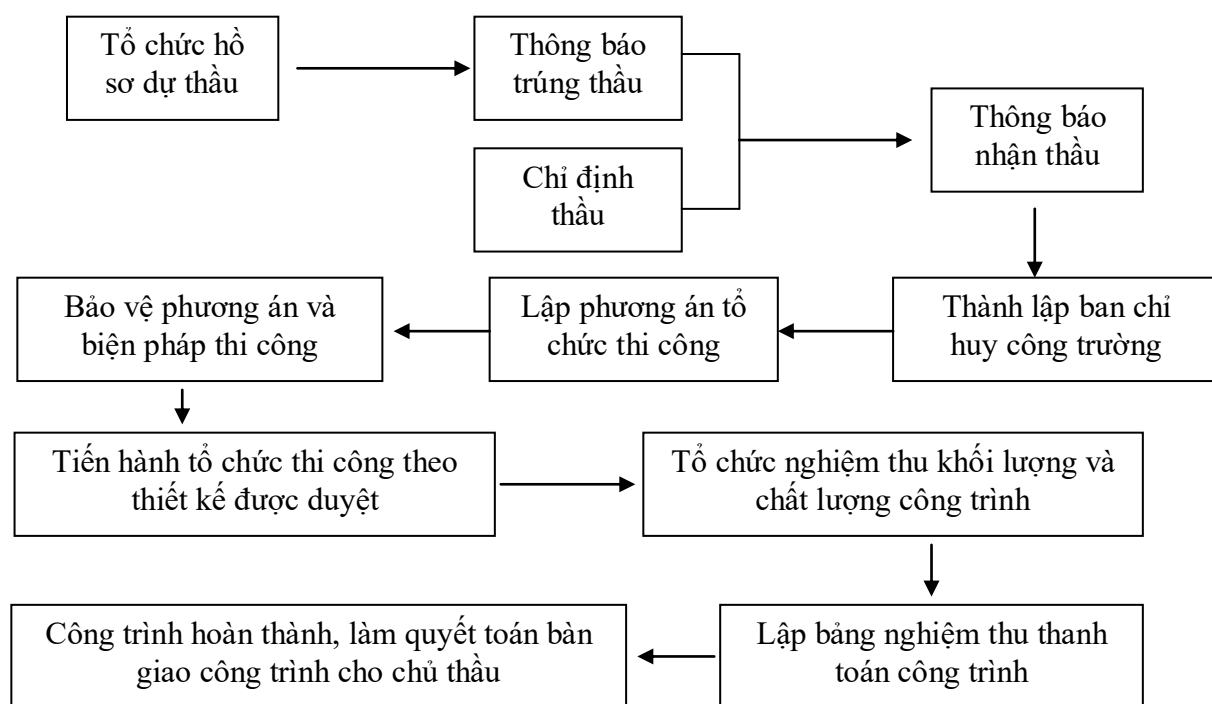 Tổ chức hồ
sơ dự thầu
Thông báo
trúng thầu
Chỉ định
thầu
Thông báo
nhận thầu
Thành lập ban chỉ
huy công trường
Lập phương án tổ
chức thi công
Bảo vệ phương án và
biện pháp thi công
Tiến hành tổ chức thi công theo
thiết kế được duyệt
Tổ chức nghiệm thu khối lượng và
chất lượng công trình
Lập bảng nghiệm thu thanh
toán công trình
Công trình hoàn thành, làm quyết toán bàn
giao công trình cho chủ thầu